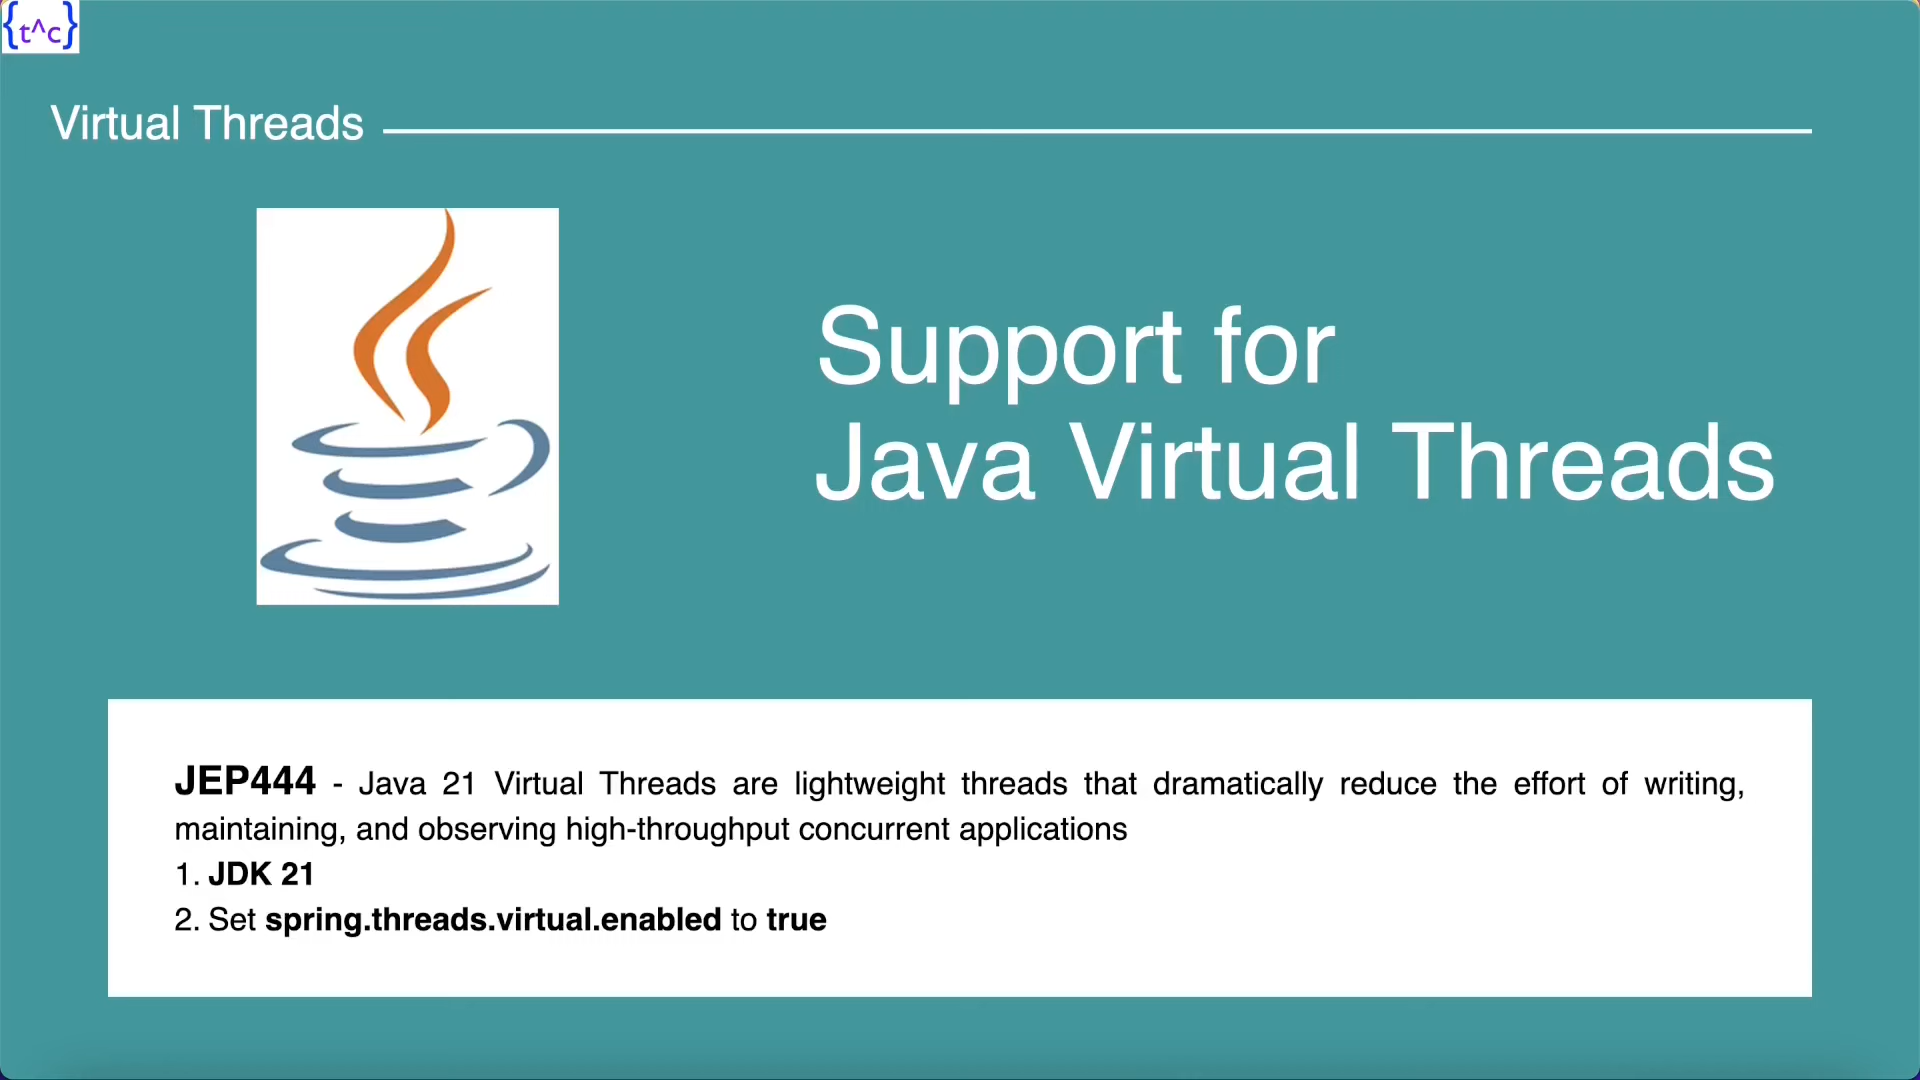 {t^c}
Virtual Threads
Support for
Java Virtual Threads
JEP444 - Java 21 Virtual Threads are lightweight threads that dramatically reduce the effort of writing,
maintaining, and observing high-throughput concurrent applications
1. JDK 21
2. Set spring.threads.virtual.enabled to true